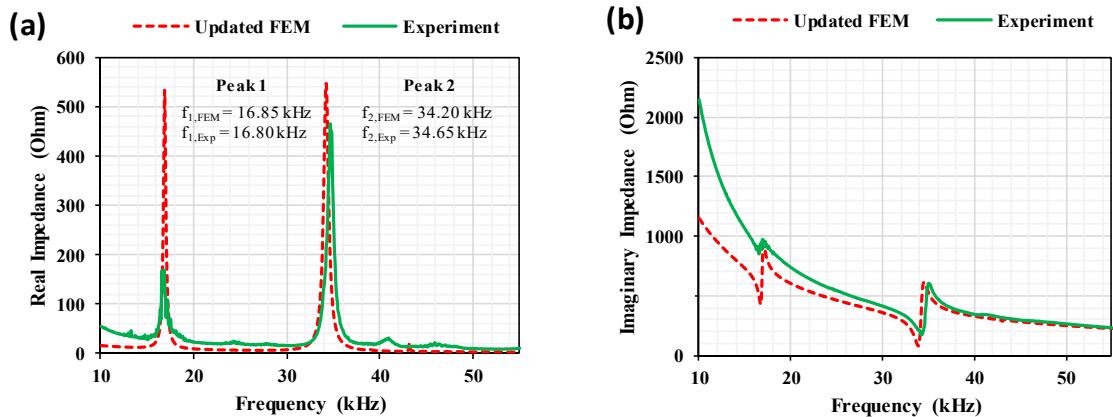 (a)
Updated FEM
Experiment
600
500
400
300
200
100
0
Real Impedance (Ohm)
Peak 1
f1,FEM = 16.85 kHz
f1,Exp = 16.80 kHz
Peak 2
f2,FEM = 34.20 kHz
f2,Exp = 34.65 kHz
10
20
30
40
50
Frequency (kHz)
(b)
Updated FEM
Experiment
2500
2000
1500
1000
500
0
Imaginary Impedance (Ohm)
10
20
30
40
50
Frequency (kHz)